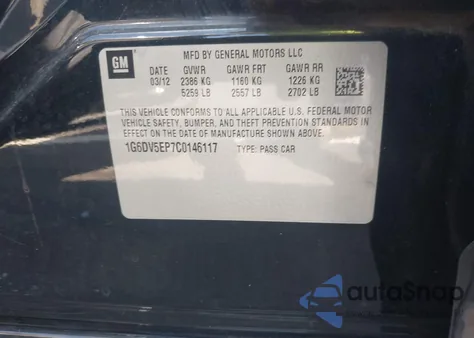 GM
MFD BY GENERAL MOTORS LLC
DATE GVWR GAWR FRT GAWR RR
03/12 2386 KG 1160 KG 1226 KG
5259 LB 2557 LB 2702 LB
THIS VEHICLE CONFORMS TO ALL APPLICABLE U.S. FEDERAL MOTOR
VEHICLE SAFETY, BUMPER, AND THEFT PREVENTION STANDARDS IN
EFFECT ON THE DATE OF MANUFACTURE SHOWN ABOVE.
1G6DV5EP7C0146117 TYPE: PASS CAR
autoSnap